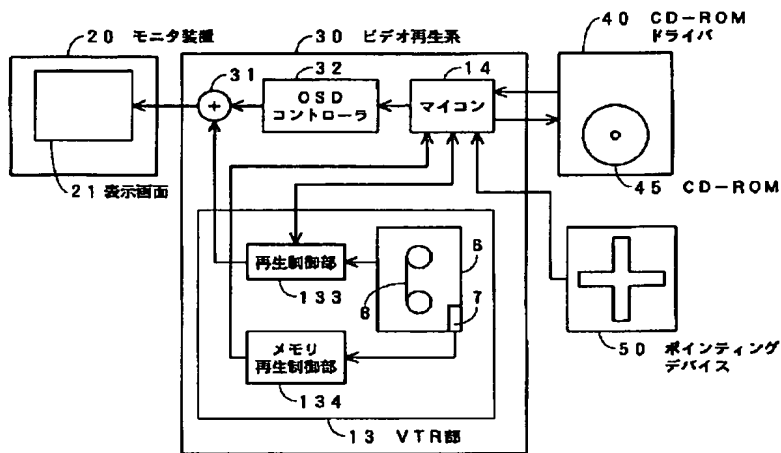 20 モニタ装置
30 ビデオ再生系
40 CD-ROM
ドライバ
31
32
14
OSD
コントローラ
マイコン
+
21 表示画面
45 CD-ROM
再生制御部
133
6
8
7
メモリ
再生制御部
134
50 ポインティング
デバイス
13 VTR部